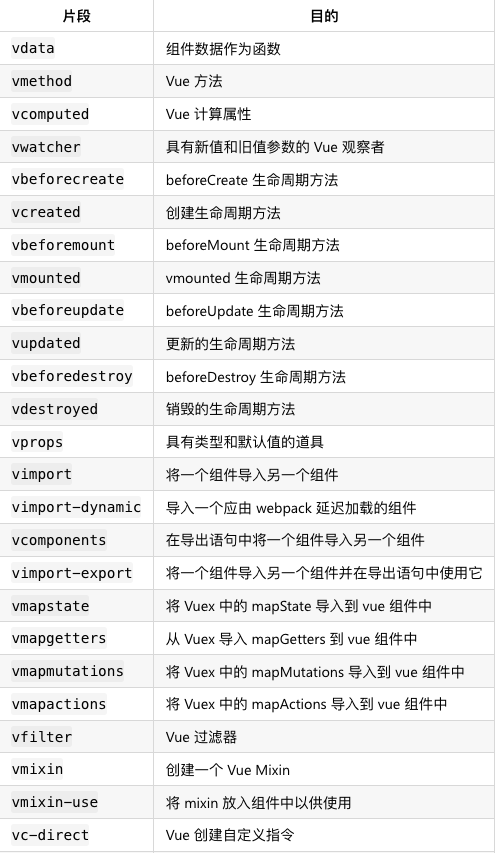 片段 目的
vdata 组件数据作为函数
vmethod Vue 方法
vcomputed Vue 计算属性
vwatcher 具有新值和旧值参数的 Vue 观察者
vbeforecreate beforeCreate 生命周期方法
vcreated 创建生命周期方法
vbeforemount beforeMount 生命周期方法
vmounted vmounted 生命周期方法
vbeforeupdate beforeUpdate 生命周期方法
vupdated 更新的生命周期方法
vbeforedestroy beforeDestroy 生命周期方法
vdestroyed 销毁的生命周期方法
vprops 具有类型和默认值的道具
vimport 将一个组件导入另一个组件
vimport-dynamic 导入一个应由 webpack 延迟加载的组件
vcomponents 在导出语句中将一个组件导入另一个组件
vimport-export 将一个组件导入另一个组件并在导出语句中使用它
vmapstate 将 Vuex 中的 mapState 导入到 vue 组件中
vmapgetters 从 Vuex 导入 mapGetters 到 vue 组件中
vmapmutations 将 Vuex 中的 mapMutations 导入到 vue 组件中
vmapactions 将 Vuex 中的 mapActions 导入到 vue 组件中
vfilter Vue 过滤器
vmixin 创建一个 Vue Mixin
vmixin-use 将 mixin 放入组件中以供使用
vc-direct Vue 创建自定义指令